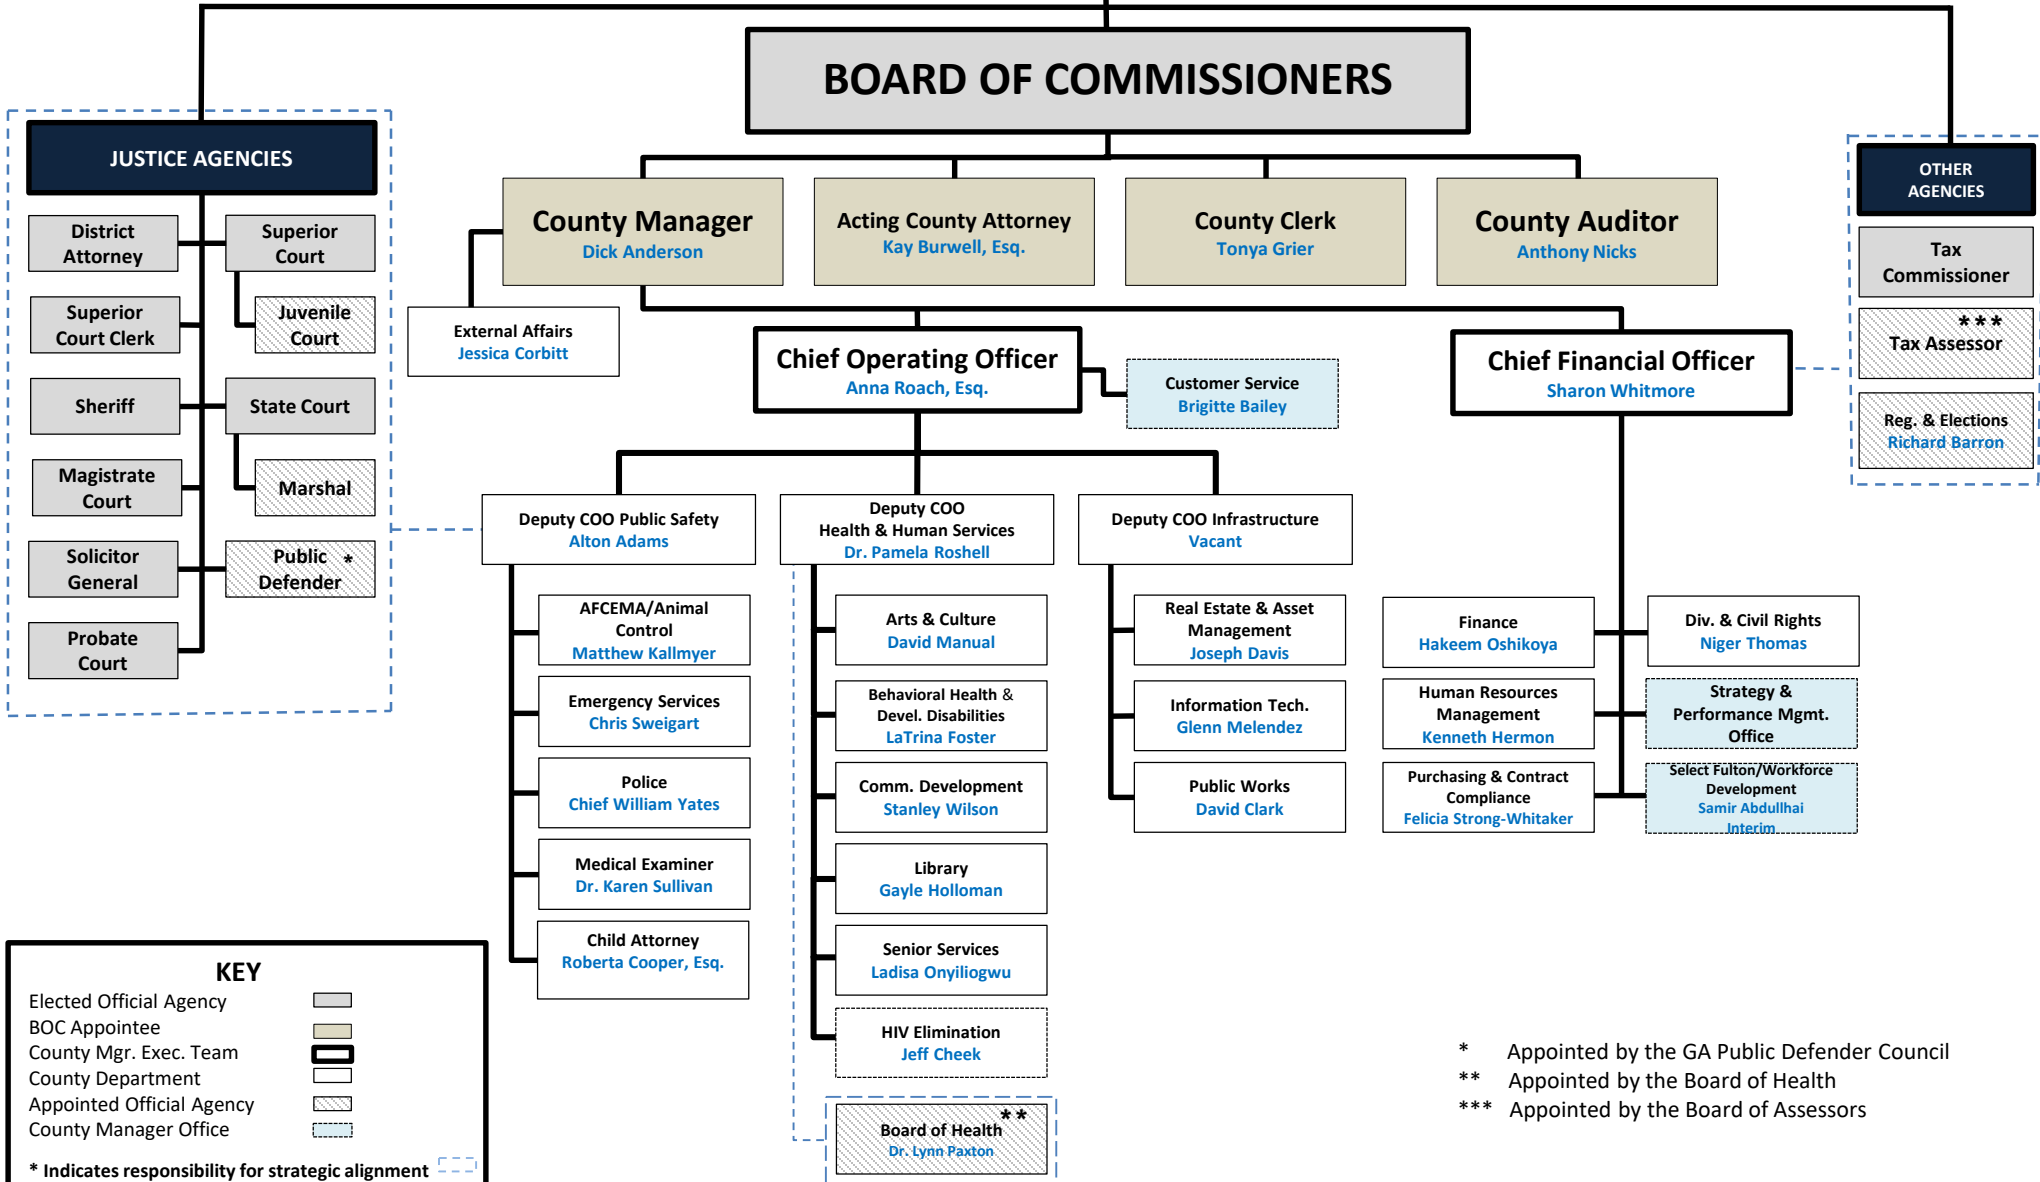 BOARD OF COMMISSIONERS
JUSTICE AGENCIES
District
Attorney
Superior
Court
Superior
Court Clerk
Juvenile
Court
Sheriff
State Court
Magistrate
Court
Marshal
Solicitor
General
Public *
Defender
Probate
Court
County Manager
Dick Anderson
Acting County Attorney
Kay Burwell, Esq.
County Clerk
Tonya Grier
County Auditor
Anthony Nicks
OTHER
AGENCIES
Tax
Commissioner
***
Tax Assessor
Reg. & Elections
Richard Barron
External Affairs
Jessica Corbitt
Chief Operating Officer
Anna Roach, Esq.
Customer Service
Brigitte Bailey
Chief Financial Officer
Sharon Whitmore
Deputy COO Public Safety
Alton Adams
Deputy COO
Health & Human Services
Dr. Pamela Roshell
Deputy COO Infrastructure
Vacant
AFCEMA/Animal
Control
Matthew Kallmyer
Emergency Services
Chris Sweigart
Police
Chief William Yates
Medical Examiner
Dr. Karen Sullivan
Child Attorney
Roberta Cooper, Esq.
Arts & Culture
David Manual
Behavioral Health &
Devel. Disabilities
LaTrina Foster
Comm. Development
Stanley Wilson
Library
Gayle Holloman
Senior Services
Ladisa Onyiliogwu
HIV Elimination
Jeff Cheek
**
Board of Health
Dr. Lynn Paxton
Real Estate & Asset
Management
Joseph Davis
Information Tech.
Glenn Melendez
Public Works
David Clark
Finance
Hakeem Oshikoya
Div. & Civil Rights
Niger Thomas
Human Resources
Management
Kenneth Hermon
Strategy &
Performance Mgmt.
Office
Purchasing & Contract
Compliance
Felicia Strong-Whitaker
Select Fulton/Workforce
Development
Samir Abdullhai
Interim
KEY
Elected Official Agency
BOC Appointee
County Mgr. Exec. Team
County Department
Appointed Official Agency
County Manager Office
* Indicates responsibility for strategic alignment
* Appointed by the GA Public Defender Council
** Appointed by the Board of Health
*** Appointed by the Board of Assessors